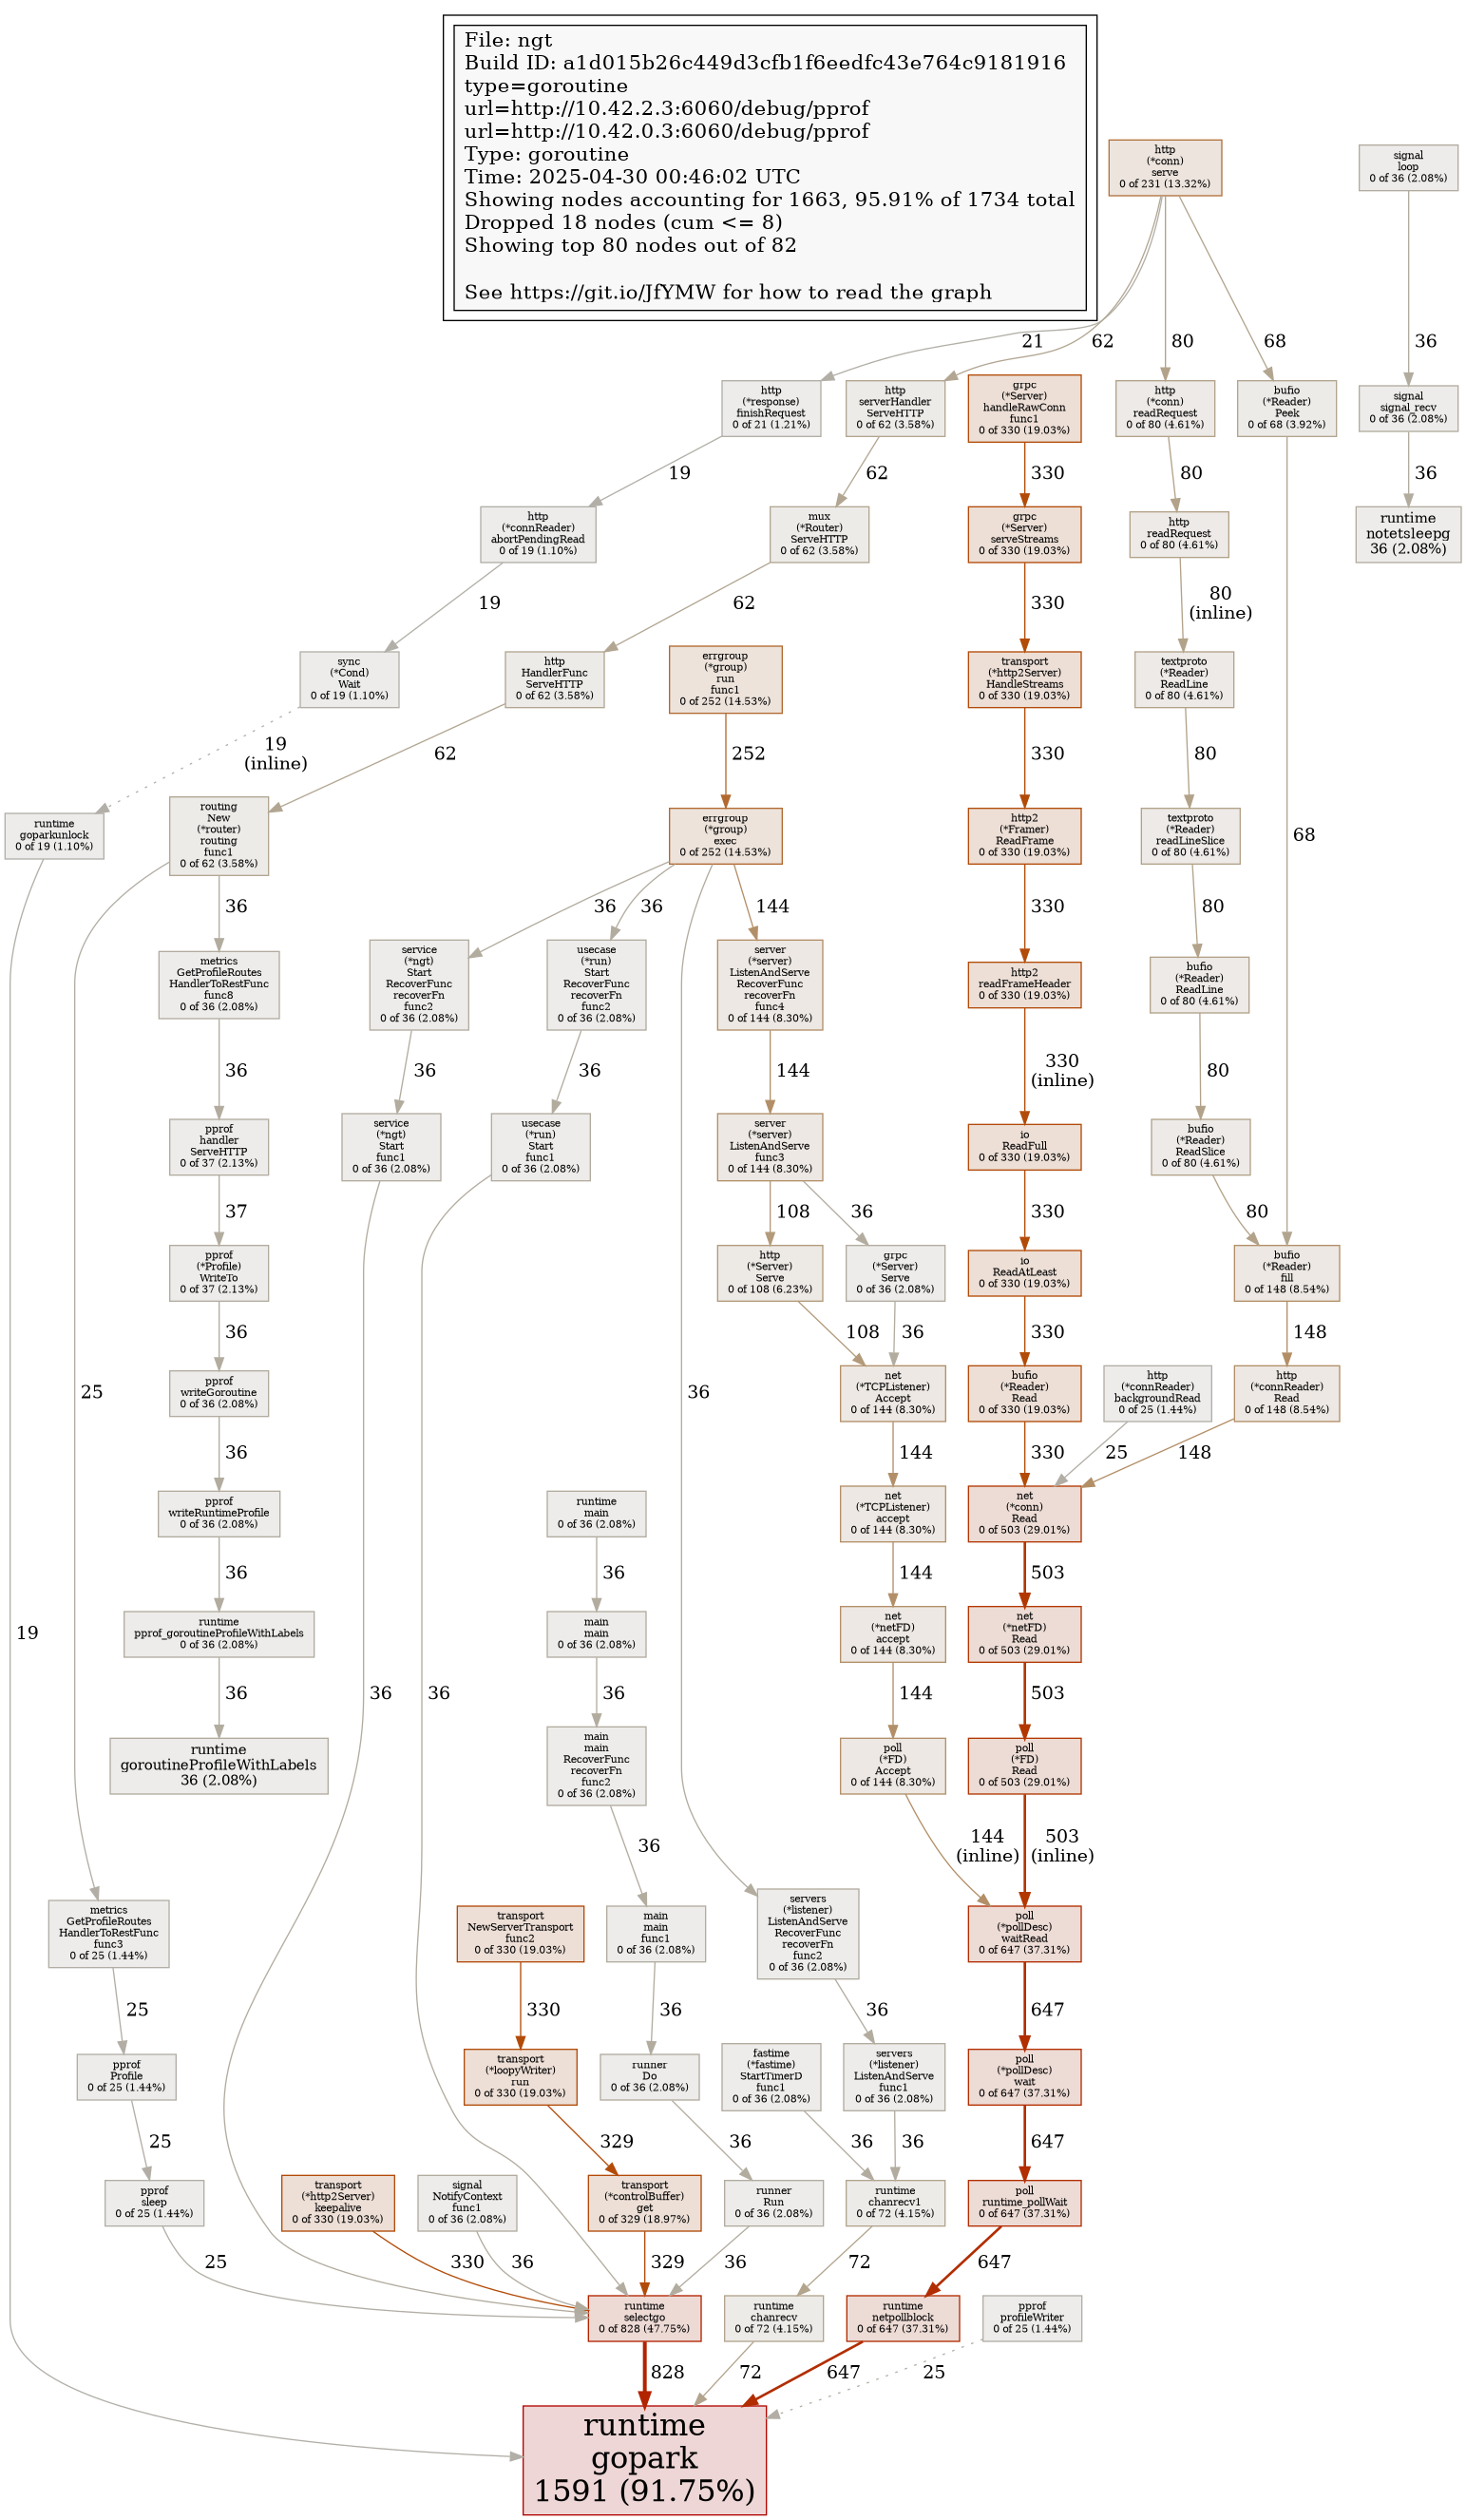 File: ngt
Build ID: a1d015b26c449d3cfb1f6eedfc43e764c9181916
type=goroutine
url=http://10.42.2.3:6060/debug/pprof
url=http://10.42.0.3:6060/debug/pprof
Type: goroutine
Time: 2025-04-30 00:46:02 UTC
Showing nodes accounting for 1663, 95.91% of 1734 total
Dropped 18 nodes (cum <= 8)
Showing top 80 nodes out of 82
See https://git.io/JfYMW for how to read the graph
http
(*conn)
serve
0 of 231 (13.32%)
signal
loop
0 of 36 (2.08%)
21
62
80
68
36
http
(*response)
finishRequest
0 of 21 (1.21%)
http
serverHandler
ServeHTTP
0 of 62 (3.58%)
grpc
(*Server)
handleRawConn
func1
0 of 330 (19.03%)
http
(*conn)
readRequest
0 of 80 (4.61%)
bufio
(*Reader)
Peek
0 of 68 (3.92%)
signal
signal_recv
0 of 36 (2.08%)
19
62
330
80
36
http
(*connReader)
abortPendingRead
0 of 19 (1.10%)
mux
(*Router)
ServeHTTP
0 of 62 (3.58%)
grpc
(*Server)
serveStreams
0 of 330 (19.03%)
http
readRequest
0 of 80 (4.61%)
runtime
notetsleepg
36 (2.08%)
19
62
330
80
(inline)
sync
(*Cond)
Wait
0 of 19 (1.10%)
http
HandlerFunc
ServeHTTP
0 of 62 (3.58%)
errgroup
(*group)
run
func1
0 of 252 (14.53%)
transport
(*http2Server)
HandleStreams
0 of 330 (19.03%)
textproto
(*Reader)
ReadLine
0 of 80 (4.61%)
19
(inline)
62
252
330
80
runtime
goparkunlock
0 of 19 (1.10%)
routing
New
(*router)
routing
func1
0 of 62 (3.58%)
errgroup
(*group)
exec
0 of 252 (14.53%)
http2
(*Framer)
ReadFrame
0 of 330 (19.03%)
textproto
(*Reader)
readLineSlice
0 of 80 (4.61%)
68
36
36
36
144
330
80
metrics
GetProfileRoutes
HandlerToRestFunc
func8
0 of 36 (2.08%)
service
(*ngt)
Start
RecoverFunc
recoverFn
func2
0 of 36 (2.08%)
usecase
(*run)
Start
RecoverFunc
recoverFn
func2
0 of 36 (2.08%)
server
(*server)
ListenAndServe
RecoverFunc
recoverFn
func4
0 of 144 (8.30%)
http2
readFrameHeader
0 of 330 (19.03%)
bufio
(*Reader)
ReadLine
0 of 80 (4.61%)
36
36
36
144
330
(inline)
80
pprof
handler
ServeHTTP
0 of 37 (2.13%)
service
(*ngt)
Start
func1
0 of 36 (2.08%)
usecase
(*run)
Start
func1
0 of 36 (2.08%)
server
(*server)
ListenAndServe
func3
0 of 144 (8.30%)
io
ReadFull
0 of 330 (19.03%)
bufio
(*Reader)
ReadSlice
0 of 80 (4.61%)
37
108
36
330
80
pprof
(*Profile)
WriteTo
0 of 37 (2.13%)
http
(*Server)
Serve
0 of 108 (6.23%)
grpc
(*Server)
Serve
0 of 36 (2.08%)
io
ReadAtLeast
0 of 330 (19.03%)
bufio
(*Reader)
fill
0 of 148 (8.54%)
36
108
36
330
148
25
36
pprof
writeGoroutine
0 of 36 (2.08%)
net
(*TCPListener)
Accept
0 of 144 (8.30%)
bufio
(*Reader)
Read
0 of 330 (19.03%)
http
(*connReader)
backgroundRead
0 of 25 (1.44%)
http
(*connReader)
Read
0 of 148 (8.54%)
36
144
330
25
148
pprof
writeRuntimeProfile
0 of 36 (2.08%)
runtime
main
0 of 36 (2.08%)
net
(*TCPListener)
accept
0 of 144 (8.30%)
net
(*conn)
Read
0 of 503 (29.01%)
36
36
144
503
19
runtime
pprof_goroutineProfileWithLabels
0 of 36 (2.08%)
main
main
0 of 36 (2.08%)
net
(*netFD)
accept
0 of 144 (8.30%)
net
(*netFD)
Read
0 of 503 (29.01%)
36
36
36
36
144
503
runtime
goroutineProfileWithLabels
36 (2.08%)
main
main
RecoverFunc
recoverFn
func2
0 of 36 (2.08%)
poll
(*FD)
Accept
0 of 144 (8.30%)
poll
(*FD)
Read
0 of 503 (29.01%)
36
144
(inline)
503
(inline)
metrics
GetProfileRoutes
HandlerToRestFunc
func3
0 of 25 (1.44%)
transport
NewServerTransport
func2
0 of 330 (19.03%)
main
main
func1
0 of 36 (2.08%)
servers
(*listener)
ListenAndServe
RecoverFunc
recoverFn
func2
0 of 36 (2.08%)
poll
(*pollDesc)
waitRead
0 of 647 (37.31%)
25
330
36
36
647
pprof
Profile
0 of 25 (1.44%)
transport
(*loopyWriter)
run
0 of 330 (19.03%)
runner
Do
0 of 36 (2.08%)
fastime
(*fastime)
StartTimerD
func1
0 of 36 (2.08%)
servers
(*listener)
ListenAndServe
func1
0 of 36 (2.08%)
poll
(*pollDesc)
wait
0 of 647 (37.31%)
25
329
36
36
36
647
pprof
sleep
0 of 25 (1.44%)
transport
(*http2Server)
keepalive
0 of 330 (19.03%)
signal
NotifyContext
func1
0 of 36 (2.08%)
transport
(*controlBuffer)
get
0 of 329 (18.97%)
runner
Run
0 of 36 (2.08%)
runtime
chanrecv1
0 of 72 (4.15%)
poll
runtime_pollWait
0 of 647 (37.31%)
25
330
36
329
36
72
647
runtime
selectgo
0 of 828 (47.75%)
runtime
chanrecv
0 of 72 (4.15%)
runtime
netpollblock
0 of 647 (37.31%)
pprof
profileWriter
0 of 25 (1.44%)
828
72
647
25
runtime
gopark
1591 (91.75%)